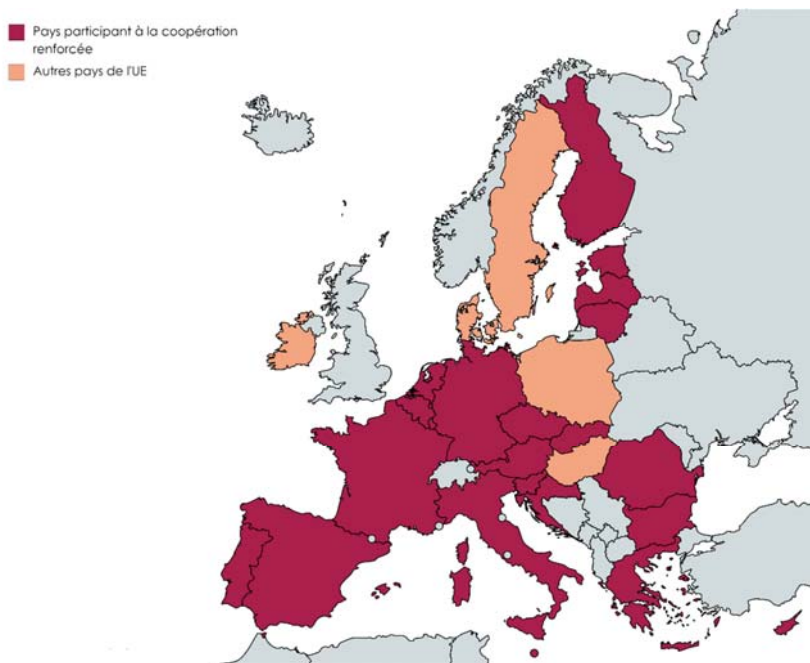 Pays participant à la coopération
renforcée
Autres pays de l'UE